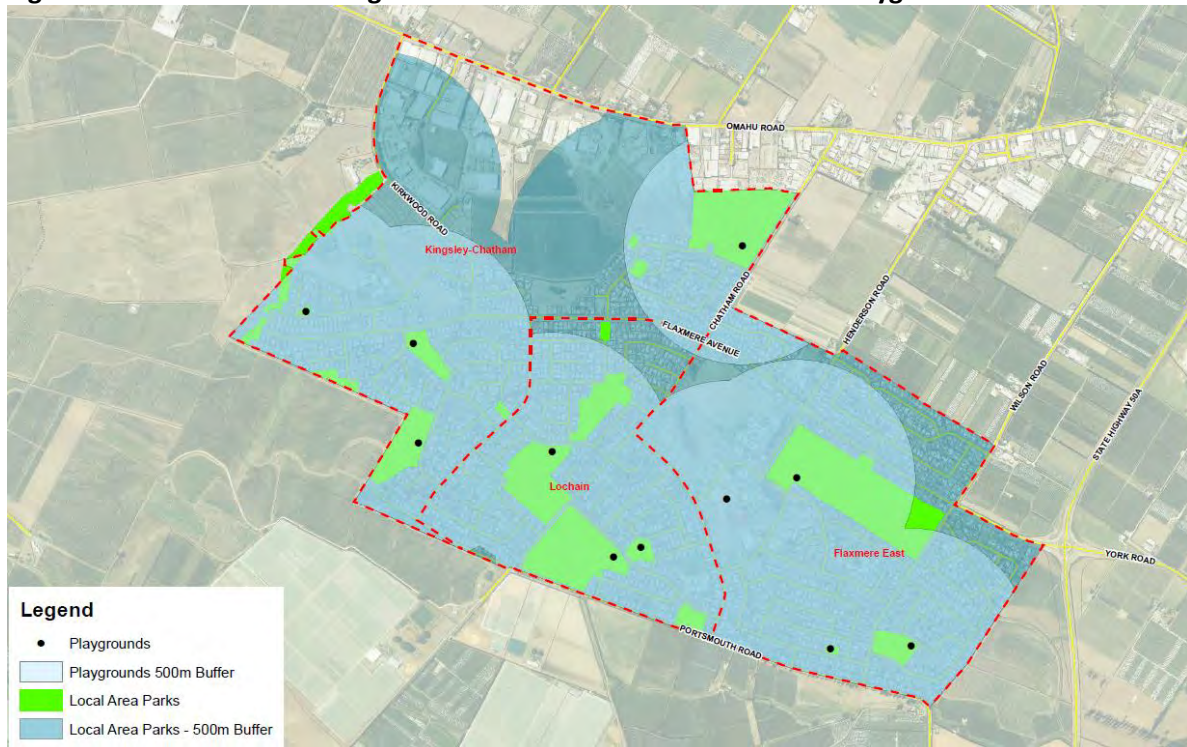 OMAHU ROAD
KIRKWOOD ROAD
Kingsley-Chatham
CHATHAM ROAD
HENDERSON ROAD
FLAXMERE AVENUE
WILSON ROAD
STATE HIGHWAY 50A
Lochain
Flaxmere East
YORK ROAD
PORTSMOUTH ROAD
Legend
Playgrounds
Playgrounds 500m Buffer
Local Area Parks
Local Area Parks - 500m Buffer